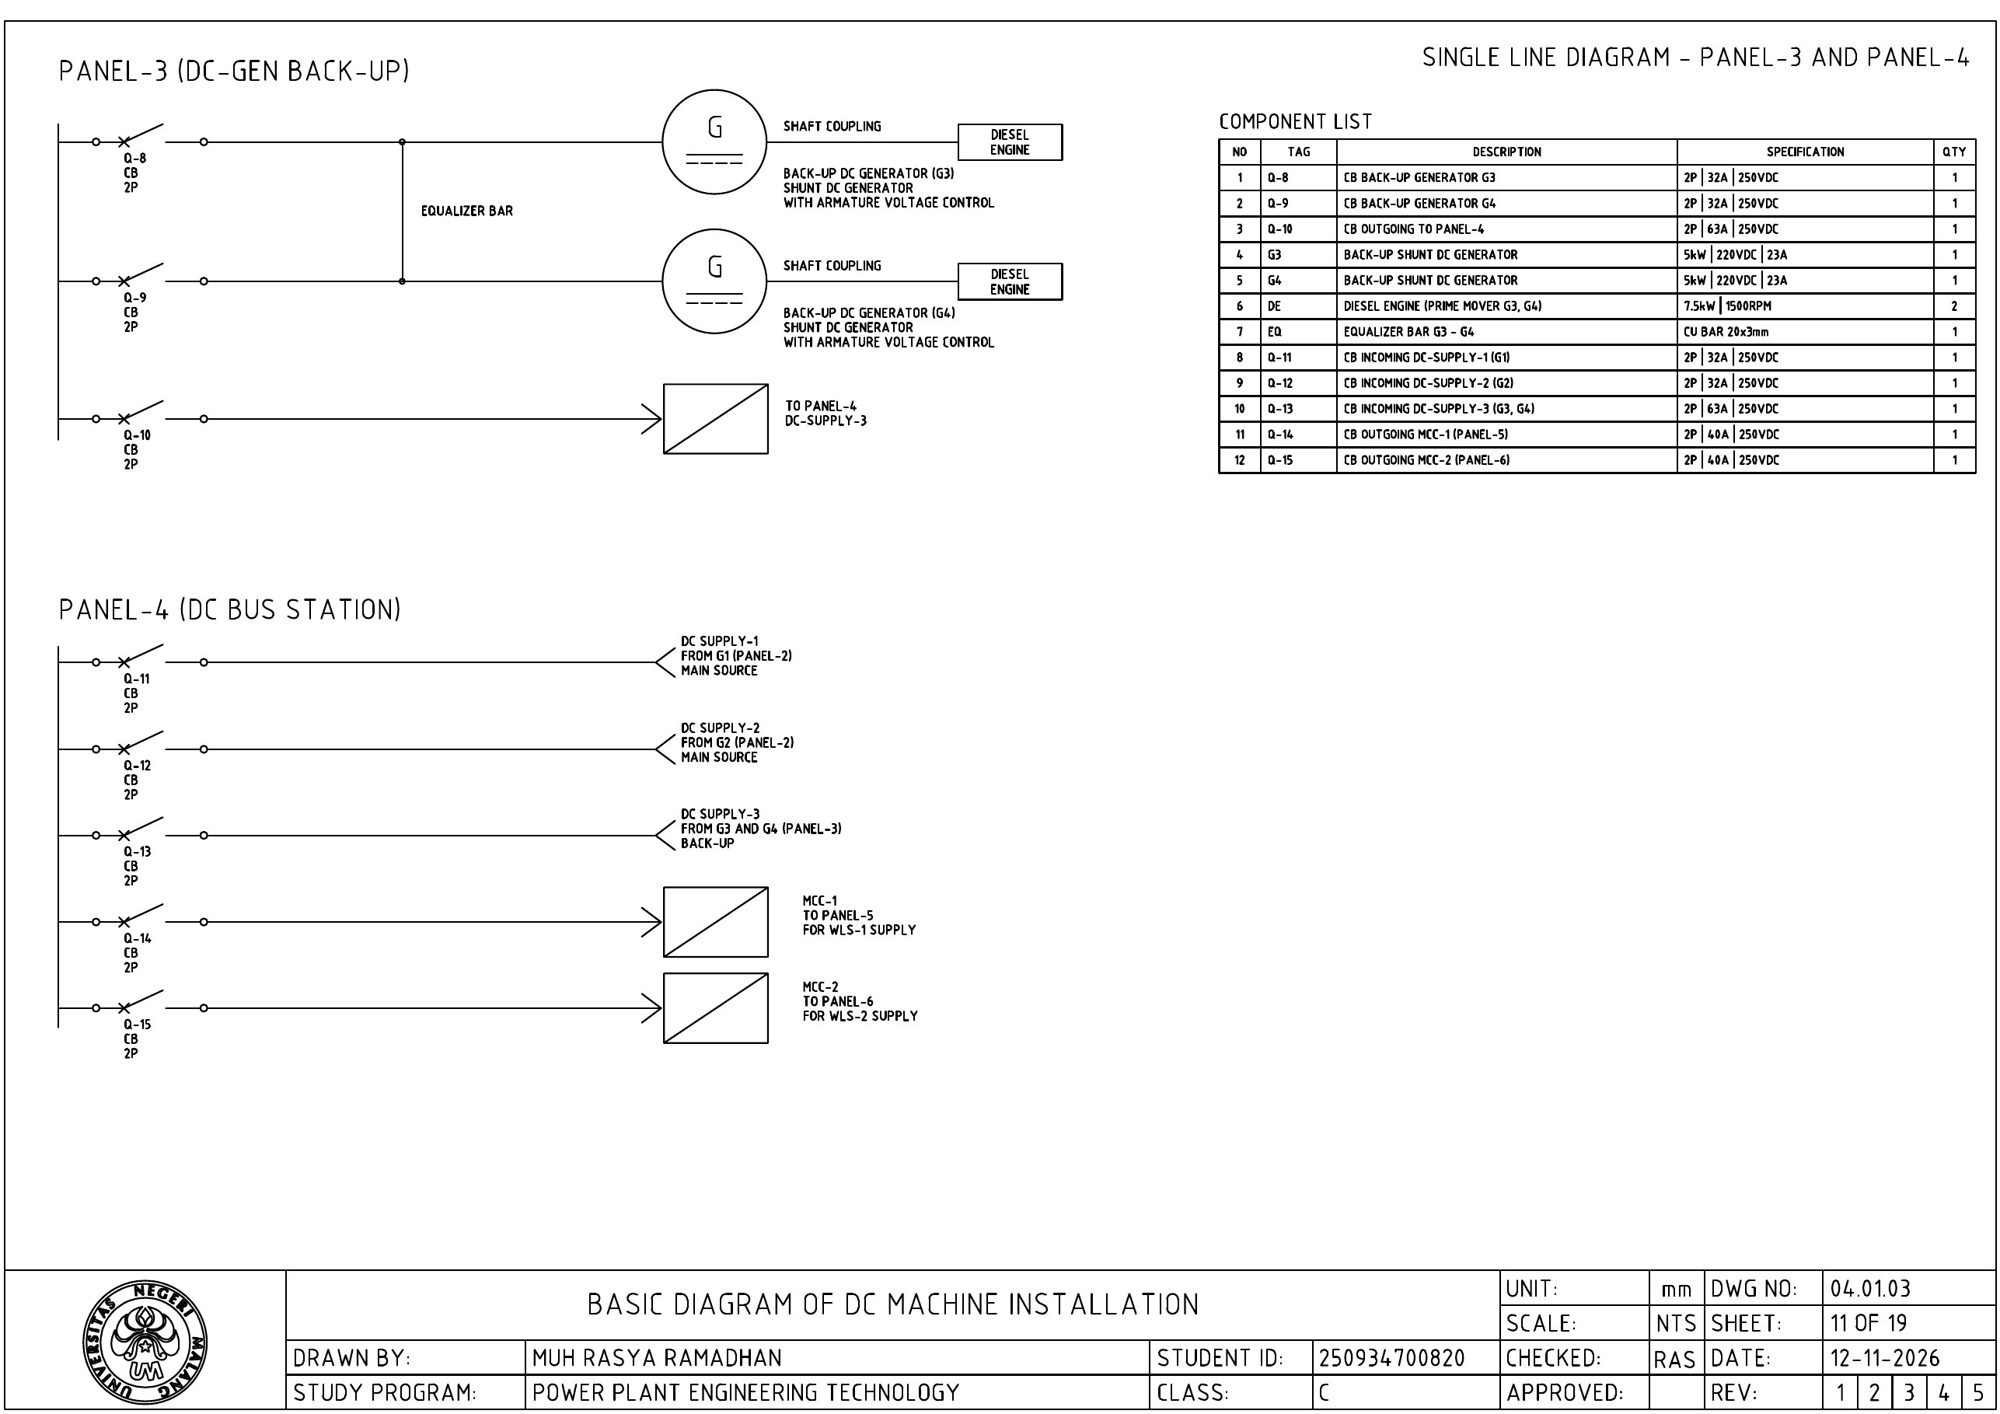 SINGLE LINE DIAGRAM - PANEL-3 AND PANEL-4
PANEL-3 (DC-GEN BACK-UP)
Q-8
CB
2P
EQUALIZER BAR
G
SHAFT COUPLING
DIESEL
ENGINE
BACK-UP DC GENERATOR (G3)
SHUNT DC GENERATOR
WITH ARMATURE VOLTAGE CONTROL
Q-9
CB
2P
G
SHAFT COUPLING
DIESEL
ENGINE
BACK-UP DC GENERATOR (G4)
SHUNT DC GENERATOR
WITH ARMATURE VOLTAGE CONTROL
Q-10
CB
2P
TO PANEL-4
DC-SUPPLY-3
COMPONENT LIST
NO TAG DESCRIPTION SPECIFICATION QTY
1 Q-8 CB BACK-UP GENERATOR G3 2P | 32A | 250VDC 1
2 Q-9 CB BACK-UP GENERATOR G4 2P | 32A | 250VDC 1
3 Q-10 CB OUTGOING TO PANEL-4 2P | 63A | 250VDC 1
4 G3 BACK-UP SHUNT DC GENERATOR 5kW | 220VDC | 23A 1
5 G4 BACK-UP SHUNT DC GENERATOR 5kW | 220VDC | 23A 1
6 DE DIESEL ENGINE (PRIME MOVER G3, G4) 7.5kW | 1500RPM 2
7 EQ EQUALIZER BAR G3 - G4 CU BAR 20x3mm 1
8 Q-11 CB INCOMING DC-SUPPLY-1 (G1) 2P | 32A | 250VDC 1
9 Q-12 CB INCOMING DC-SUPPLY-2 (G2) 2P | 32A | 250VDC 1
10 Q-13 CB INCOMING DC-SUPPLY-3 (G3, G4) 2P | 63A | 250VDC 1
11 Q-14 CB OUTGOING MCC-1 (PANEL-5) 2P | 40A | 250VDC 1
12 Q-15 CB OUTGOING MCC-2 (PANEL-6) 2P | 40A | 250VDC 1
PANEL-4 (DC BUS STATION)
Q-11
CB
2P
DC SUPPLY-1
FROM G1 (PANEL-2)
MAIN SOURCE
Q-12
CB
2P
DC SUPPLY-2
FROM G2 (PANEL-2)
MAIN SOURCE
Q-13
CB
2P
DC SUPPLY-3
FROM G3 AND G4 (PANEL-3)
BACK-UP
Q-14
CB
2P
MCC-1
TO PANEL-5
FOR WLS-1 SUPPLY
Q-15
CB
2P
MCC-2
TO PANEL-6
FOR WLS-2 SUPPLY
UNIVERSITAS NEGERI MALANG
UM
BASIC DIAGRAM OF DC MACHINE INSTALLATION
DRAWN BY: MUH RASYA RAMADHAN STUDENT ID: 250934700820
STUDY PROGRAM: POWER PLANT ENGINEERING TECHNOLOGY CLASS: C
UNIT: mm DWG NO: 04.01.03
SCALE: NTS SHEET: 11 OF 19
CHECKED: RAS DATE: 12-11-2026
APPROVED: REV: 1 2 3 4 5